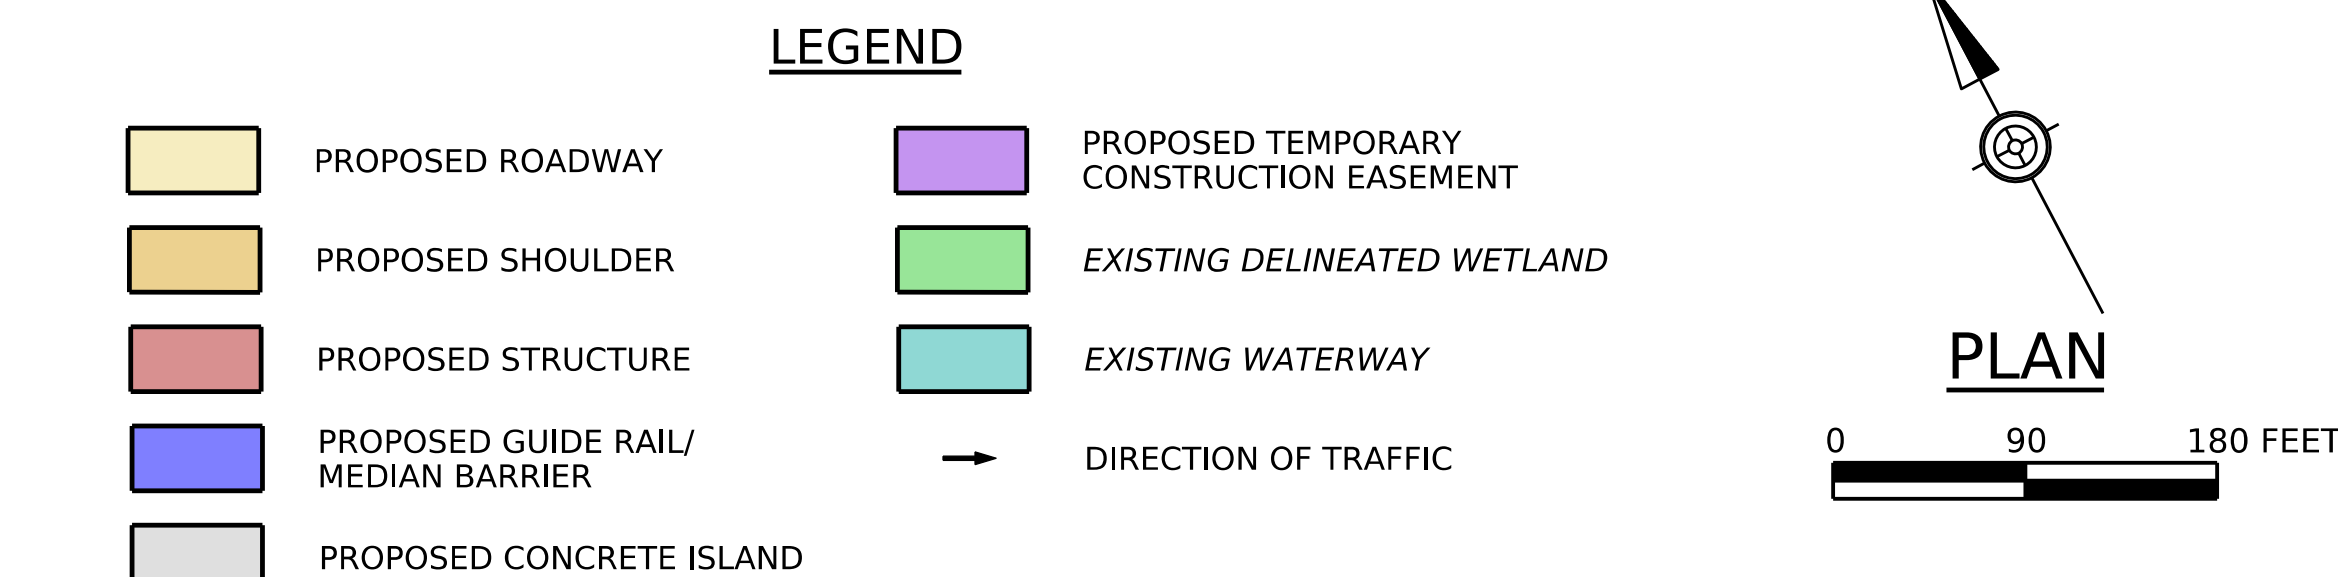 LEGEND
PROPOSED ROADWAY
PROPOSED SHOULDER
PROPOSED STRUCTURE
PROPOSED GUIDE RAIL/
MEDIAN BARRIER
PROPOSED CONCRETE ISLAND
PROPOSED TEMPORARY
CONSTRUCTION EASEMENT
EXISTING DELINEATED WETLAND
EXISTING WATERWAY
DIRECTION OF TRAFFIC
PLAN
0 90 180 FEET